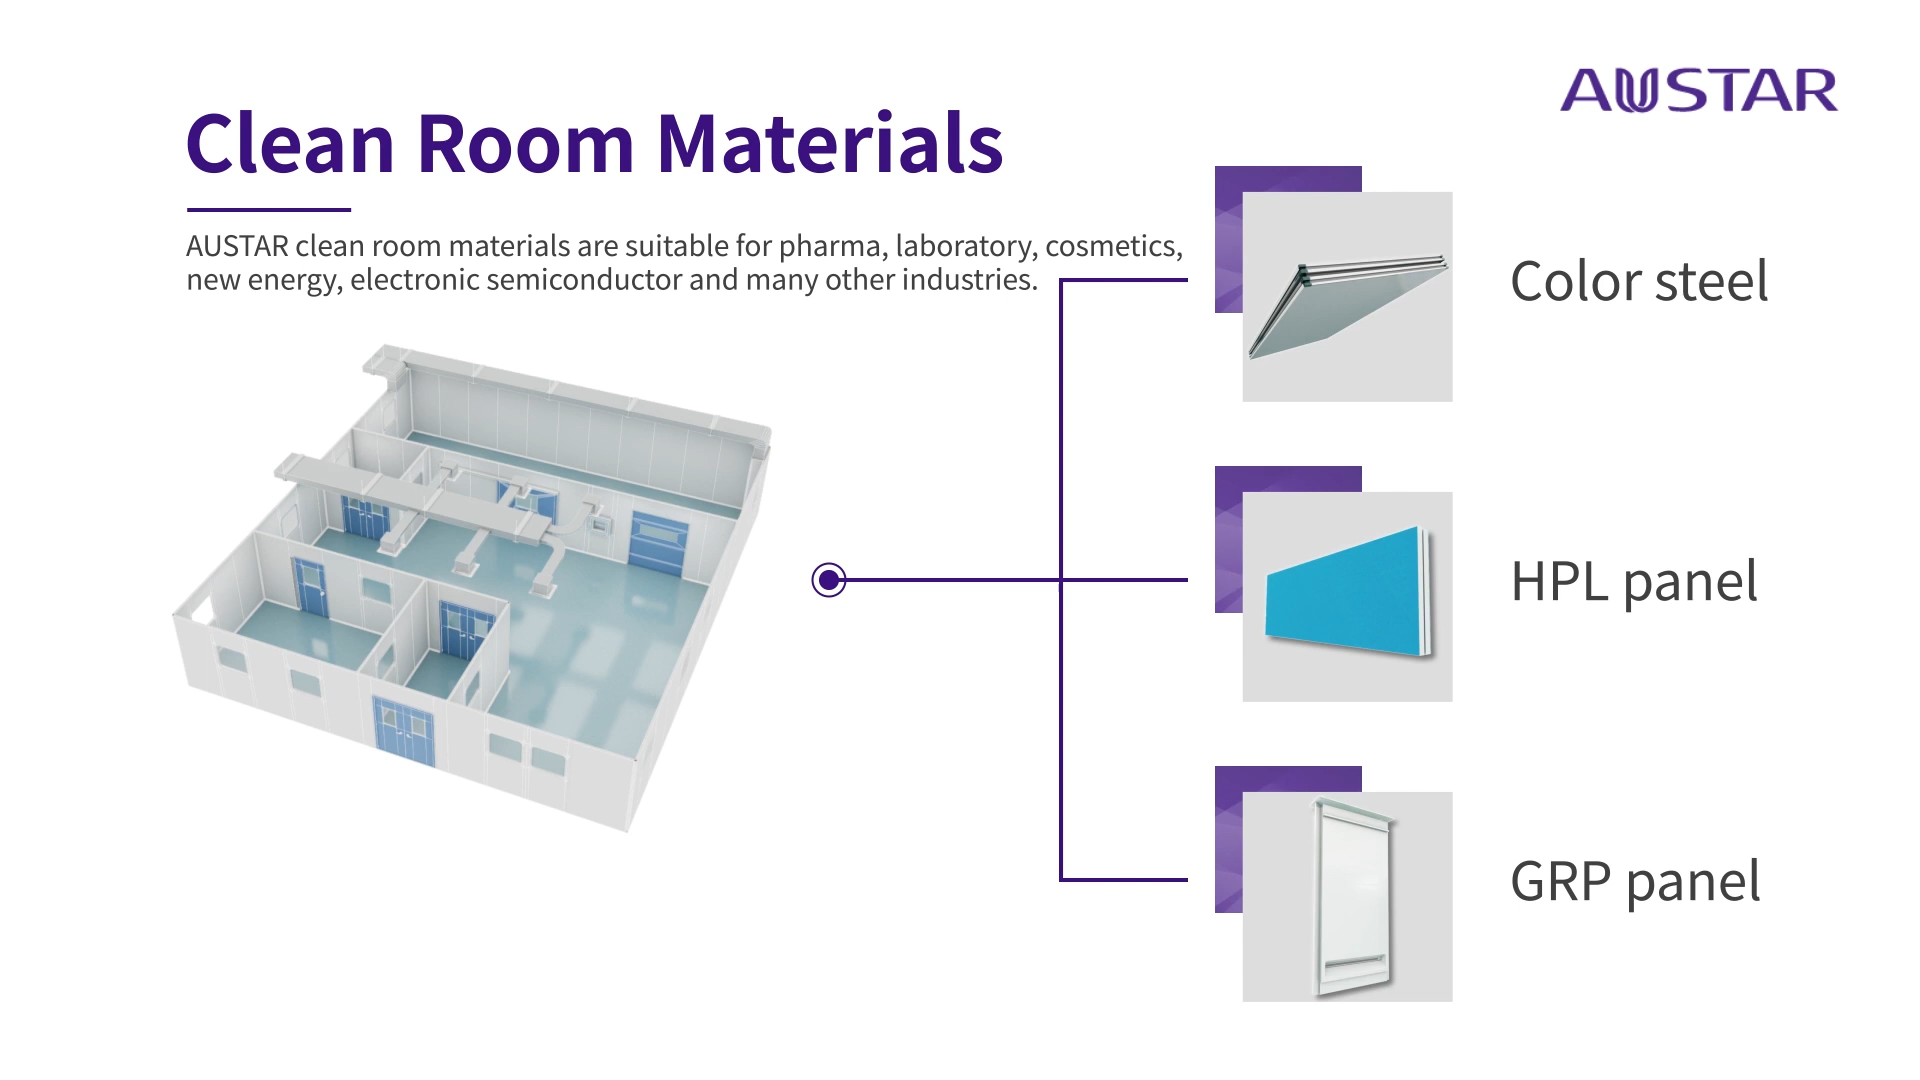 AUSTAR
Clean Room Materials
AUSTAR clean room materials are suitable for pharma, laboratory, cosmetics,
new energy, electronic semiconductor and many other industries.
Color steel
HPL panel
GRP panel